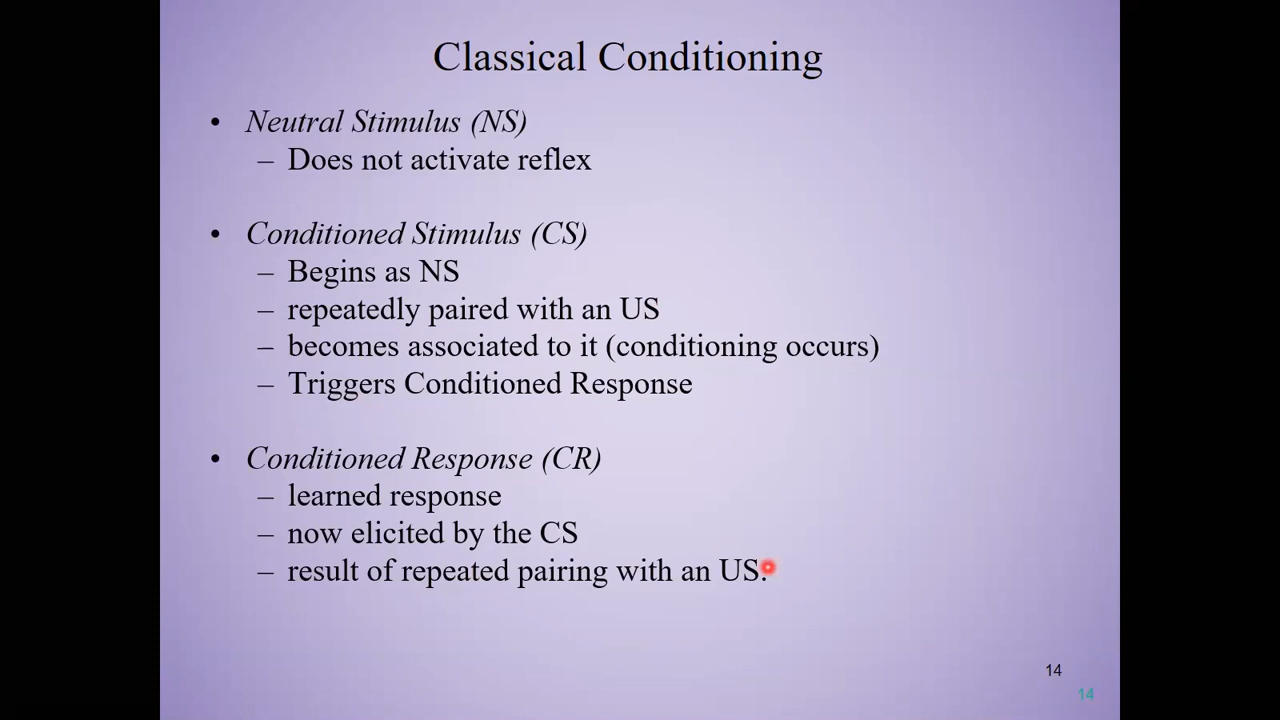 Classical Conditioning
• Neutral Stimulus (NS)
– Does not activate reflex
• Conditioned Stimulus (CS)
– Begins as NS
– repeatedly paired with an US
– becomes associated to it (conditioning occurs)
– Triggers Conditioned Response
• Conditioned Response (CR)
– learned response
– now elicited by the CS
– result of repeated pairing with an US.
14
14